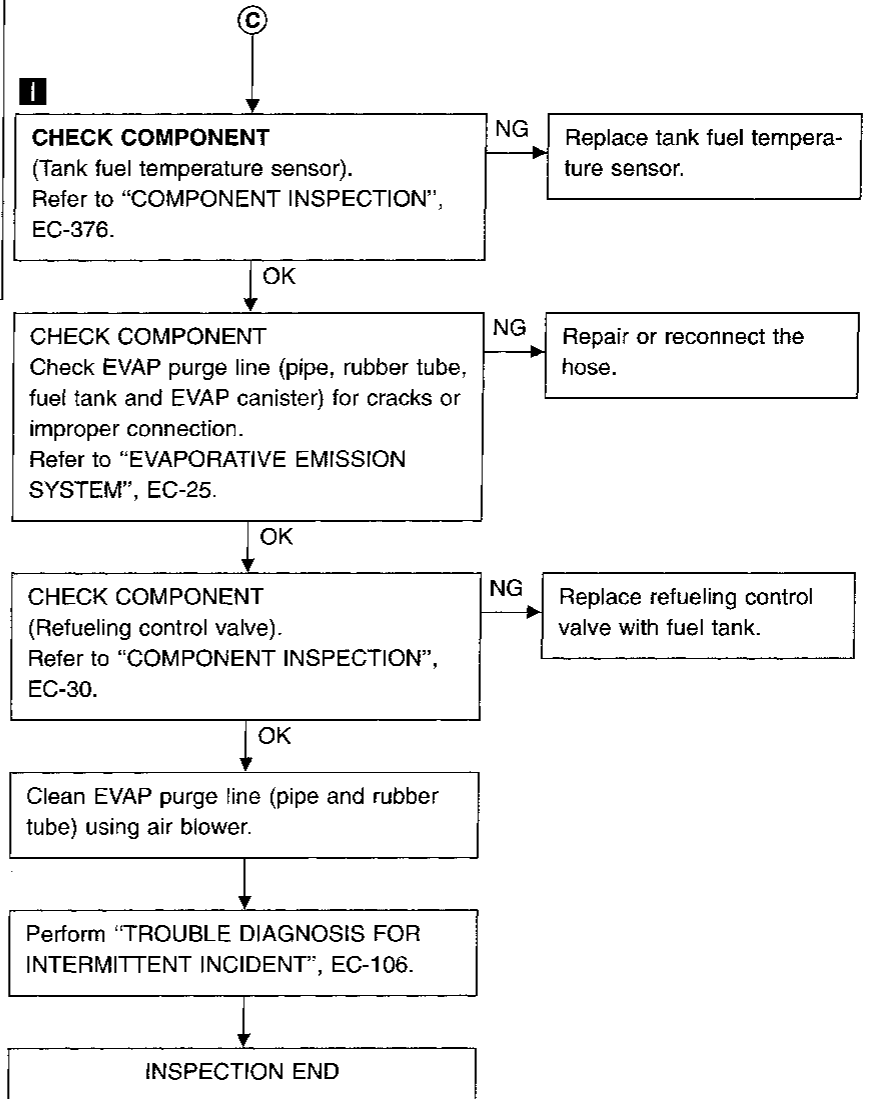 C
I
CHECK COMPONENT
(Tank fuel temperature sensor).
Refer to “COMPONENT INSPECTION”,
EC-376.
NG
Replace tank fuel tempera-
ture sensor.
OK
CHECK COMPONENT
Check EVAP purge line (pipe, rubber tube,
fuel tank and EVAP canister) for cracks or
improper connection.
Refer to “EVAPORATIVE EMISSION
SYSTEM”, EC-25.
NG
Repair or reconnect the
hose.
OK
CHECK COMPONENT
(Refueling control valve).
Refer to “COMPONENT INSPECTION”,
EC-30.
NG
Replace refueling control
valve with fuel tank.
OK
Clean EVAP purge line (pipe and rubber
tube) using air blower.
Perform “TROUBLE DIAGNOSIS FOR
INTERMITTENT INCIDENT”, EC-106.
INSPECTION END